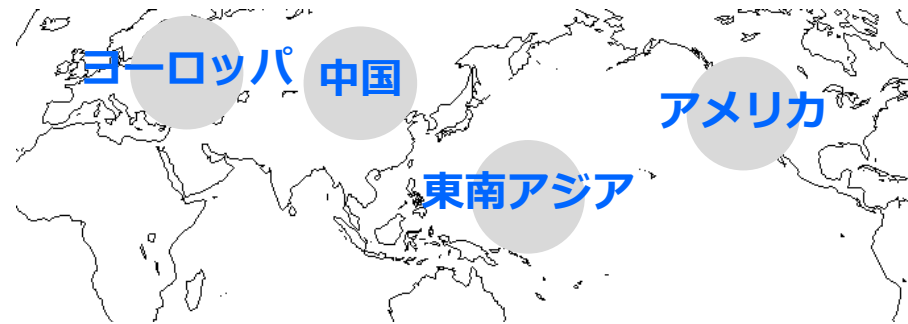 ヨーロッパ
中国
アメリカ
東南アジア